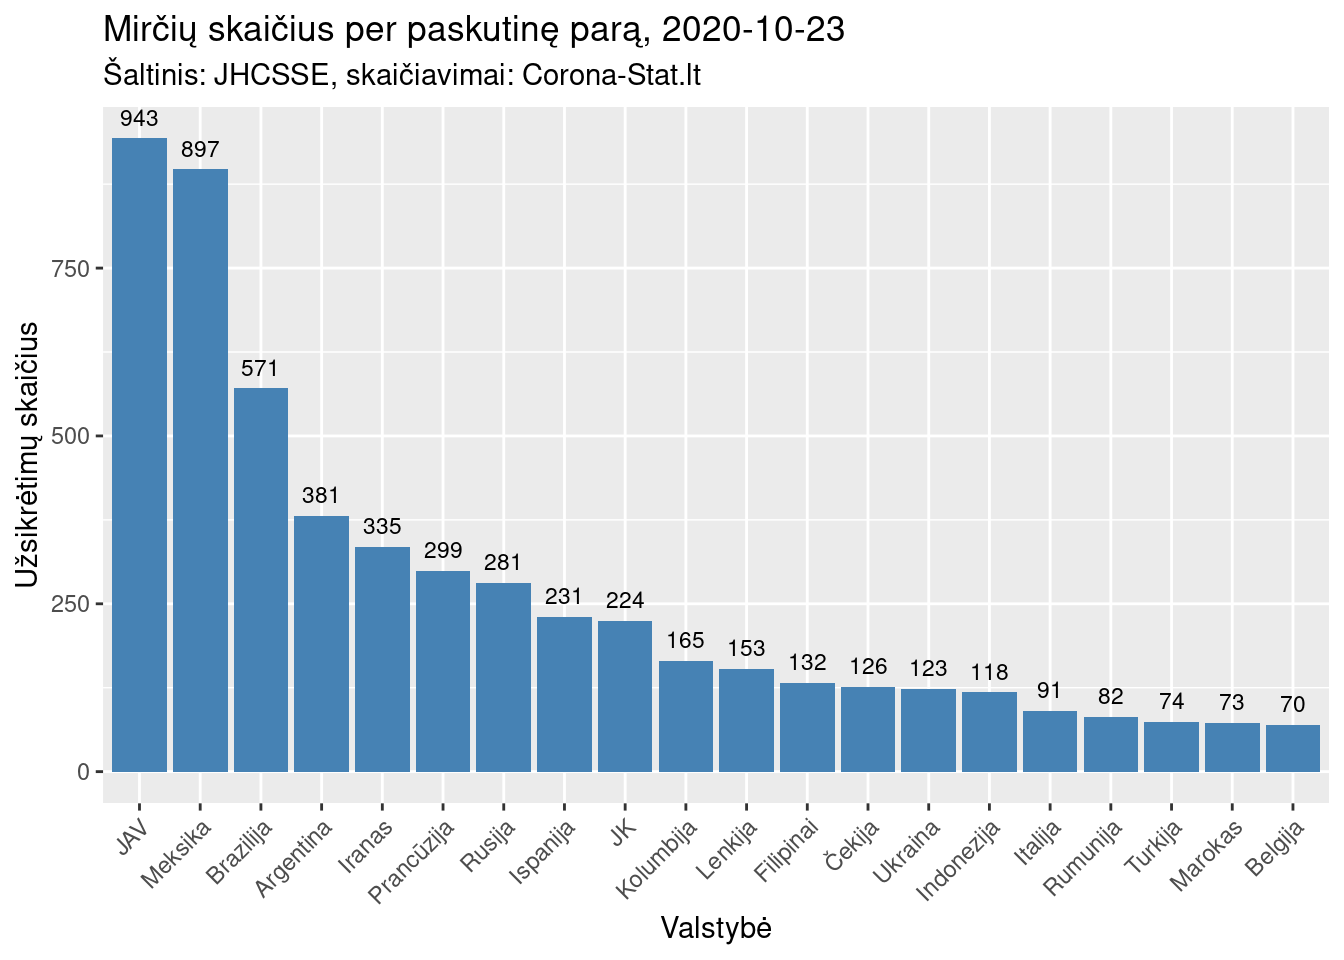 Mirčių skaičius per paskutinę parą, 2020-10-23
Šaltinis: JHCSSE, skaičiavimai: Corona-Stat.lt
Užsikrėtimų skaičius
750
500
250
0
943
897
571
381
335
299
281
231
224
165
153
132
126
123
118
91
82
74
73
70
JAV
Meksika
Brazilija
Argentina
Iranas
Prancūzija
Rusija
Ispanija
JK
Kolumbija
Lenkija
Filipinai
Čekija
Ukraina
Indonezija
Italija
Rumunija
Turkija
Marokas
Belgija
Valstybė